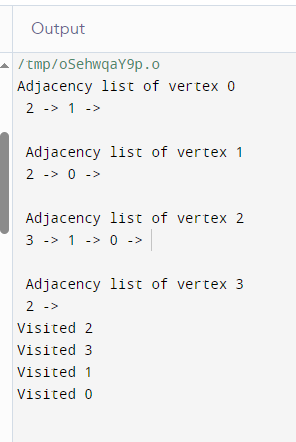 Output
/tmp/oSehwqaY9p.o
Adjacency list of vertex 0
2 -> 1 ->
Adjacency list of vertex 1
2 -> 0 ->
Adjacency list of vertex 2
3 -> 1 -> 0 ->
Adjacency list of vertex 3
2 ->
Visited 2
Visited 3
Visited 1
Visited 0